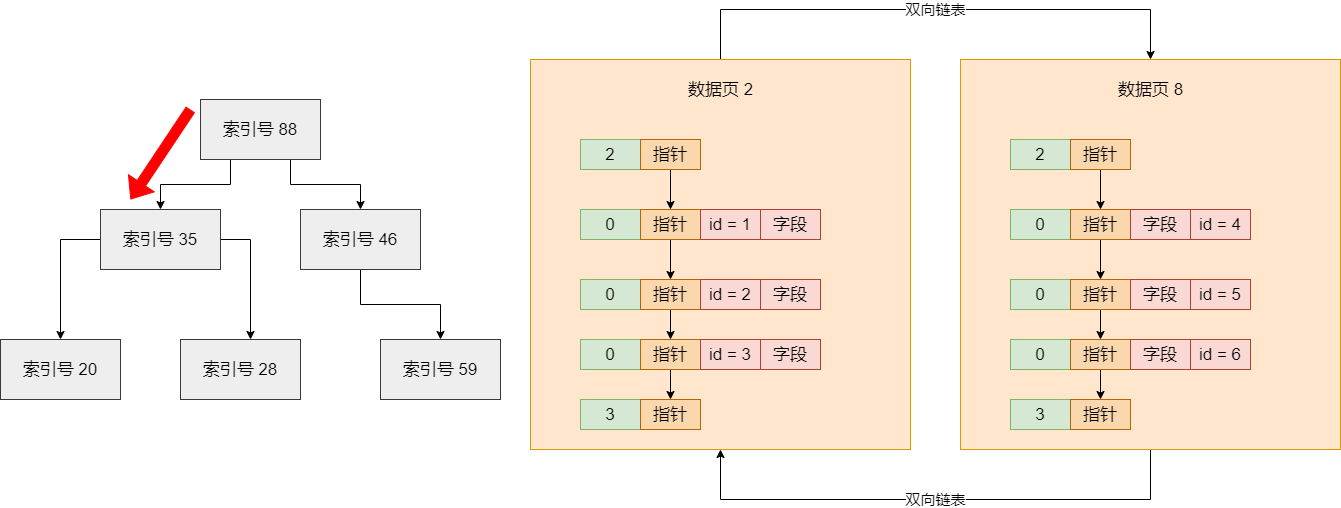 双向链表
数据页 2
数据页 8
索引号 88
索引号 35
索引号 46
索引号 20
索引号 28
索引号 59
2 指针
0 指针 id = 1 字段
0 指针 id = 2 字段
0 指针 id = 3 字段
3 指针
2 指针
0 指针 字段 id = 4
0 指针 字段 id = 5
0 指针 字段 id = 6
3 指针
双向链表